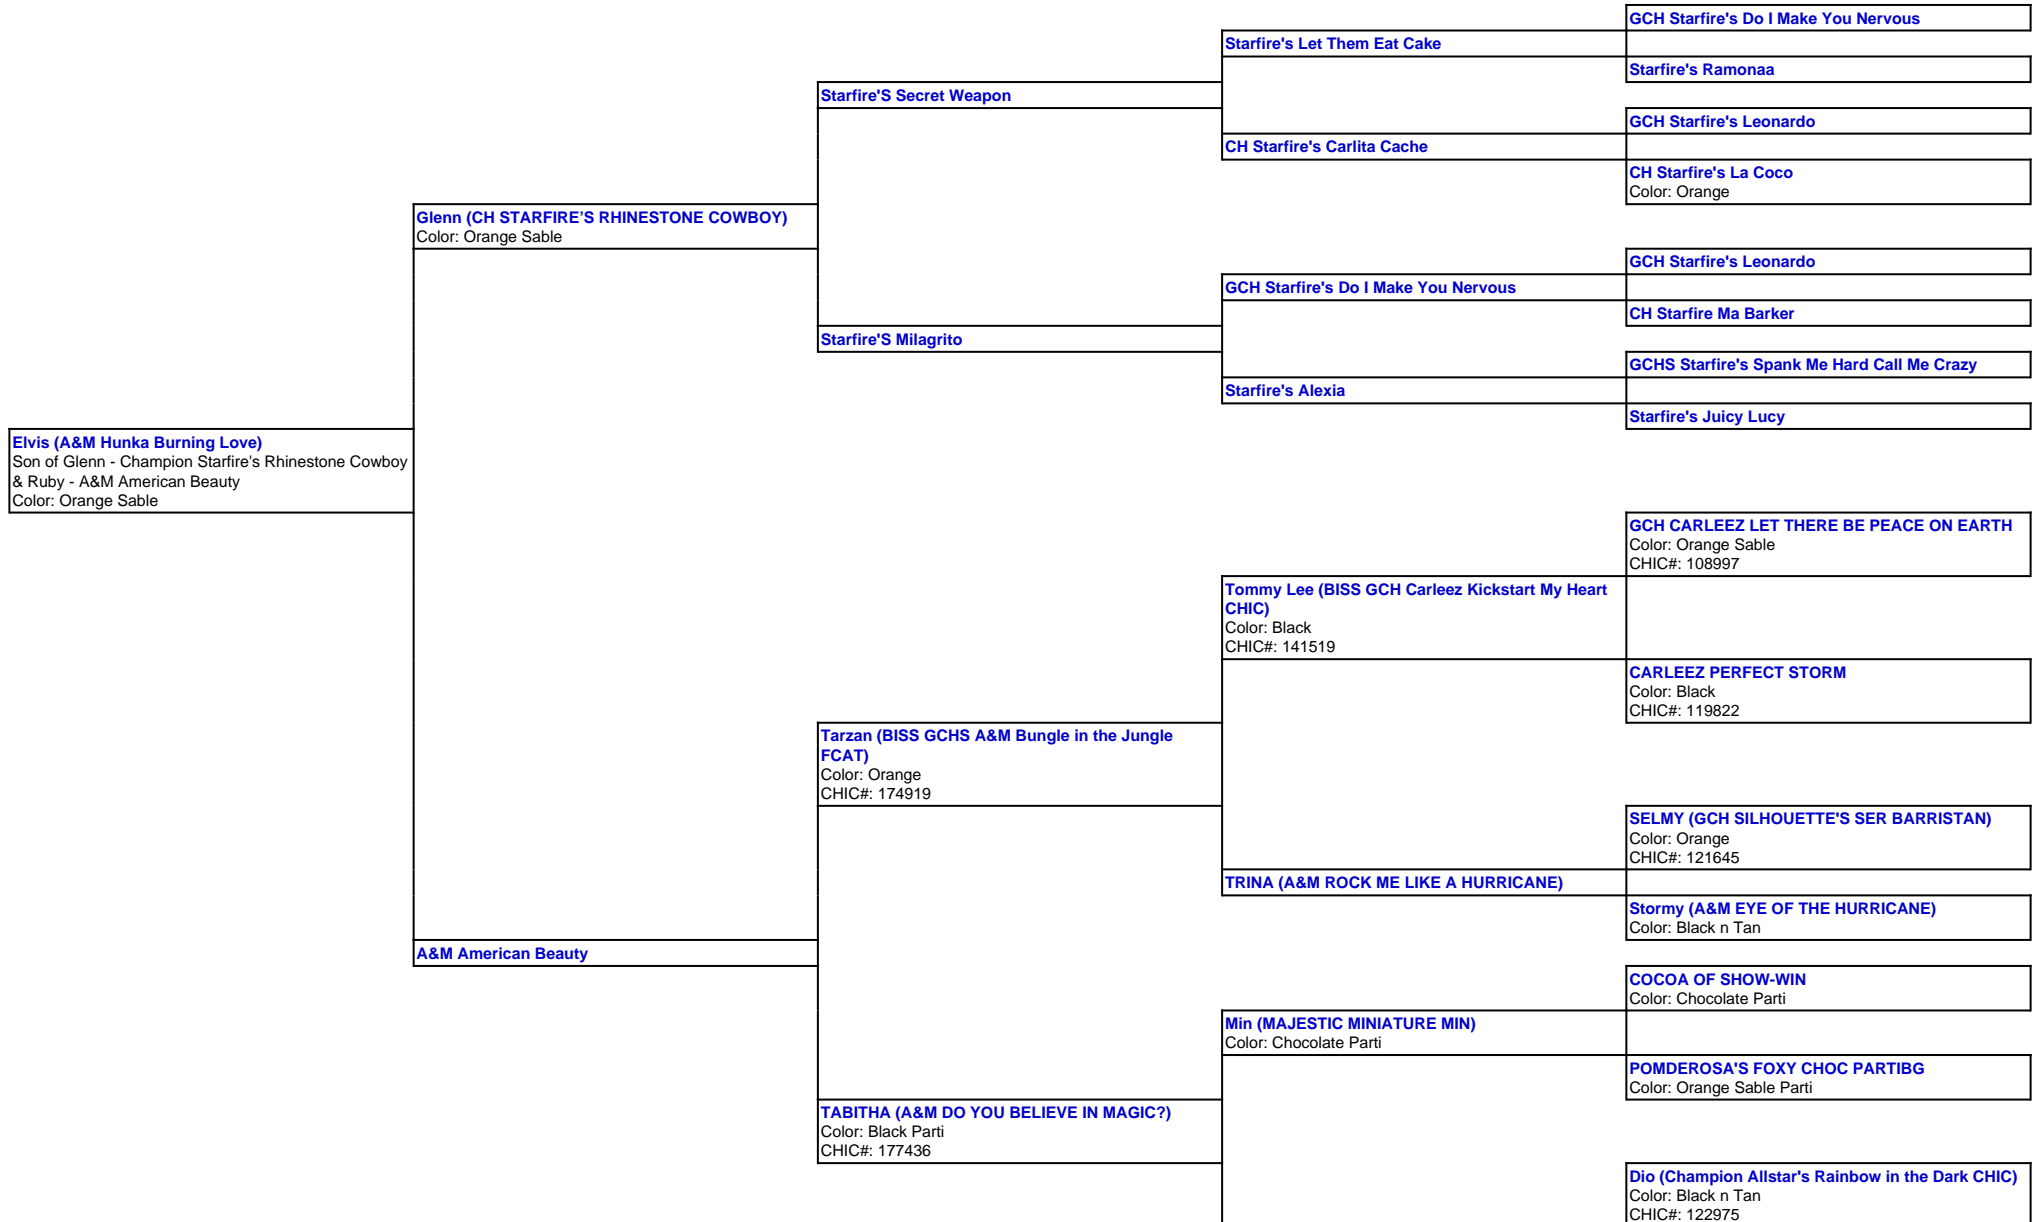 GCH Starfire's Do I Make You Nervous
Starfire's Let Them Eat Cake
Starfire's Ramonaa
Starfire'S Secret Weapon
GCH Starfire's Leonardo
CH Starfire's Carlita Cache
CH Starfire's La Coco
Color: Orange
Glenn (CH STARFIRE’S RHINESTONE COWBOY)
Color: Orange Sable
GCH Starfire's Leonardo
GCH Starfire's Do I Make You Nervous
CH Starfire Ma Barker
Starfire'S Milagrito
GCHS Starfire's Spank Me Hard Call Me Crazy
Starfire's Alexia
Starfire's Juicy Lucy
Elvis (A&M Hunka Burning Love)
Son of Glenn - Champion Starfire's Rhinestone Cowboy
& Ruby - A&M American Beauty
Color: Orange Sable
GCH CARLEEZ LET THERE BE PEACE ON EARTH
Color: Orange Sable
CHIC#: 108997
Tommy Lee (BISS GCH Carleez Kickstart My Heart
CHIC)
Color: Black
CHIC#: 141519
CARLEEZ PERFECT STORM
Color: Black
CHIC#: 119822
Tarzan (BISS GCHS A&M Bungle in the Jungle
FCAT)
Color: Orange
CHIC#: 174919
SELMY (GCH SILHOUETTE'S SER BARRISTAN)
Color: Orange
CHIC#: 121645
TRINA (A&M ROCK ME LIKE A HURRICANE)
Stormy (A&M EYE OF THE HURRICANE)
Color: Black n Tan
A&M American Beauty
COCOA OF SHOW-WIN
Color: Chocolate Parti
Min (MAJESTIC MINIATURE MIN)
Color: Chocolate Parti
POMDEROSA'S FOXY CHOC PARTIBG
Color: Orange Sable Parti
TABITHA (A&M DO YOU BELIEVE IN MAGIC?)
Color: Black Parti
CHIC#: 177436
Dio (Champion Allstar's Rainbow in the Dark CHIC)
Color: Black n Tan
CHIC#: 122975